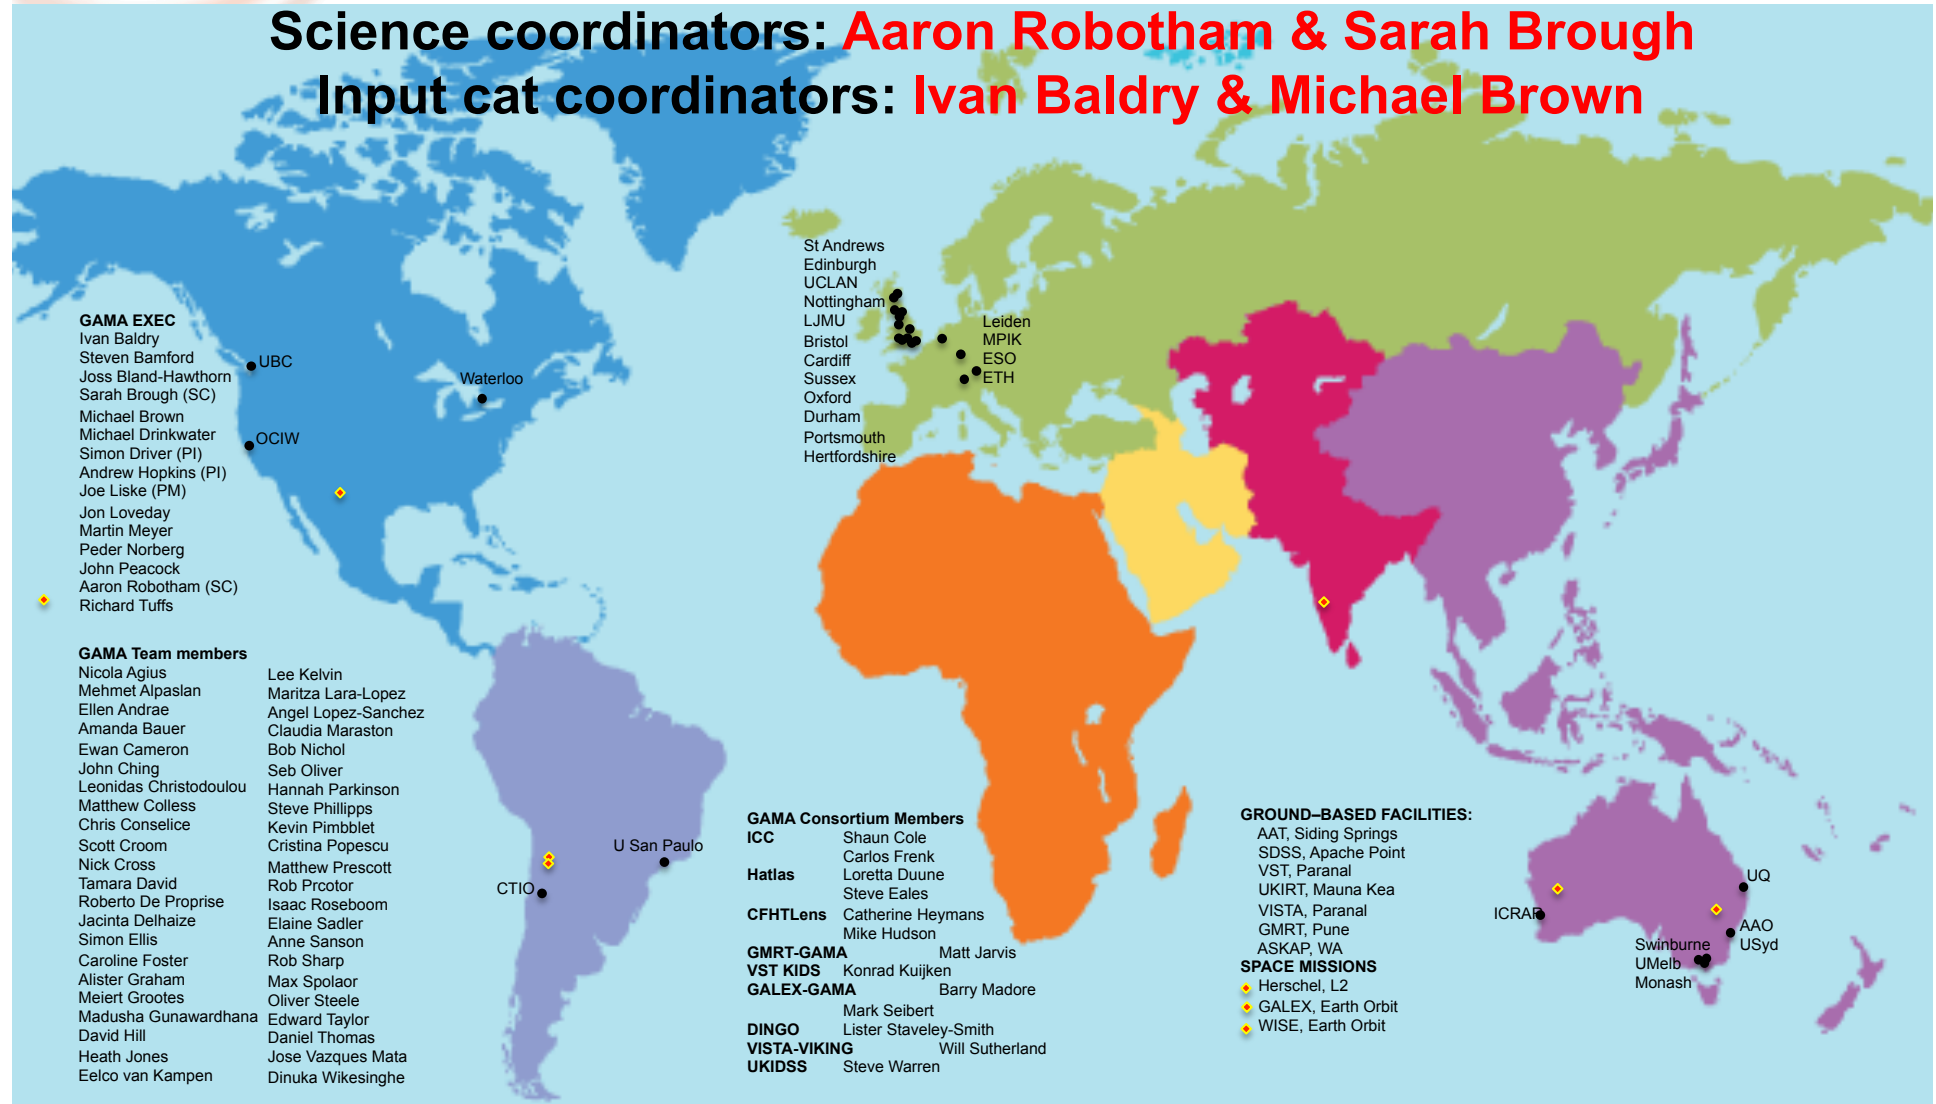 Science coordinators: Aaron Robotham & Sarah Brough
Input cat coordinators: Ivan Baldry & Michael Brown
GAMA EXEC
Ivan Baldry
Steven Bamford
Joss Bland-Hawthorn
Sarah Brough (SC)
Michael Brown
Michael Drinkwater
Simon Driver (PI)
Andrew Hopkins (PI)
Joe Liske (PM)
Jon Loveday
Martin Meyer
Peder Norberg
John Peacock
Aaron Robotham (SC)
Richard Tuffs
UBC
OCIW
Waterloo
St Andrews
Edinburgh
UCLAN
Nottingham
LJMU
Bristol
Cardiff
Sussex
Oxford
Durham
Portsmouth
Hertfordshire
Leiden
MPIK
ESO
ETH
GAMA Team members
Nicola Agius
Mehmet Alpaslan
Ellen Andrae
Amanda Bauer
Ewan Cameron
John Ching
Leonidas Christodoulou
Matthew Colless
Chris Conselice
Scott Croom
Nick Cross
Tamara David
Roberto De Proprise
Jacinta Delhaize
Simon Ellis
Caroline Foster
Alister Graham
Meiert Grootes
Madusha Gunawardhana
David Hill
Heath Jones
Eelco van Kampen
Lee Kelvin
Maritza Lara-Lopez
Angel Lopez-Sanchez
Claudia Maraston
Bob Nichol
Seb Oliver
Hannah Parkinson
Steve Phillipps
Kevin Pimbblet
Cristina Popescu
Matthew Prescott
Rob Prcotor
Isaac Roseboom
Elaine Sadler
Anne Sanson
Rob Sharp
Max Spolaor
Oliver Steele
Edward Taylor
Daniel Thomas
Jose Vazques Mata
Dinuka Wikesinghe
CTIO
U San Paulo
GAMA Consortium Members
ICC Shaun Cole
Carlos Frenk
Hatlas Loretta Duune
Steve Eales
CFHTLens Catherine Heymans
Mike Hudson
GMRT-GAMA Matt Jarvis
VST KIDS Konrad Kuijken
GALEX-GAMA Barry Madore
Mark Seibert
DINGO Lister Staveley-Smith
VISTA-VIKING Will Sutherland
UKIDSS Steve Warren
GROUND–BASED FACILITIES:
AAT, Siding Springs
SDSS, Apache Point
VST, Paranal
UKIRT, Mauna Kea
VISTA, Paranal
GMRT, Pune
ASKAP, WA
SPACE MISSIONS
Herschel, L2
GALEX, Earth Orbit
WISE, Earth Orbit
ICRAR
UQ
AAO
USyd
Swinburne
UMelb
Monash